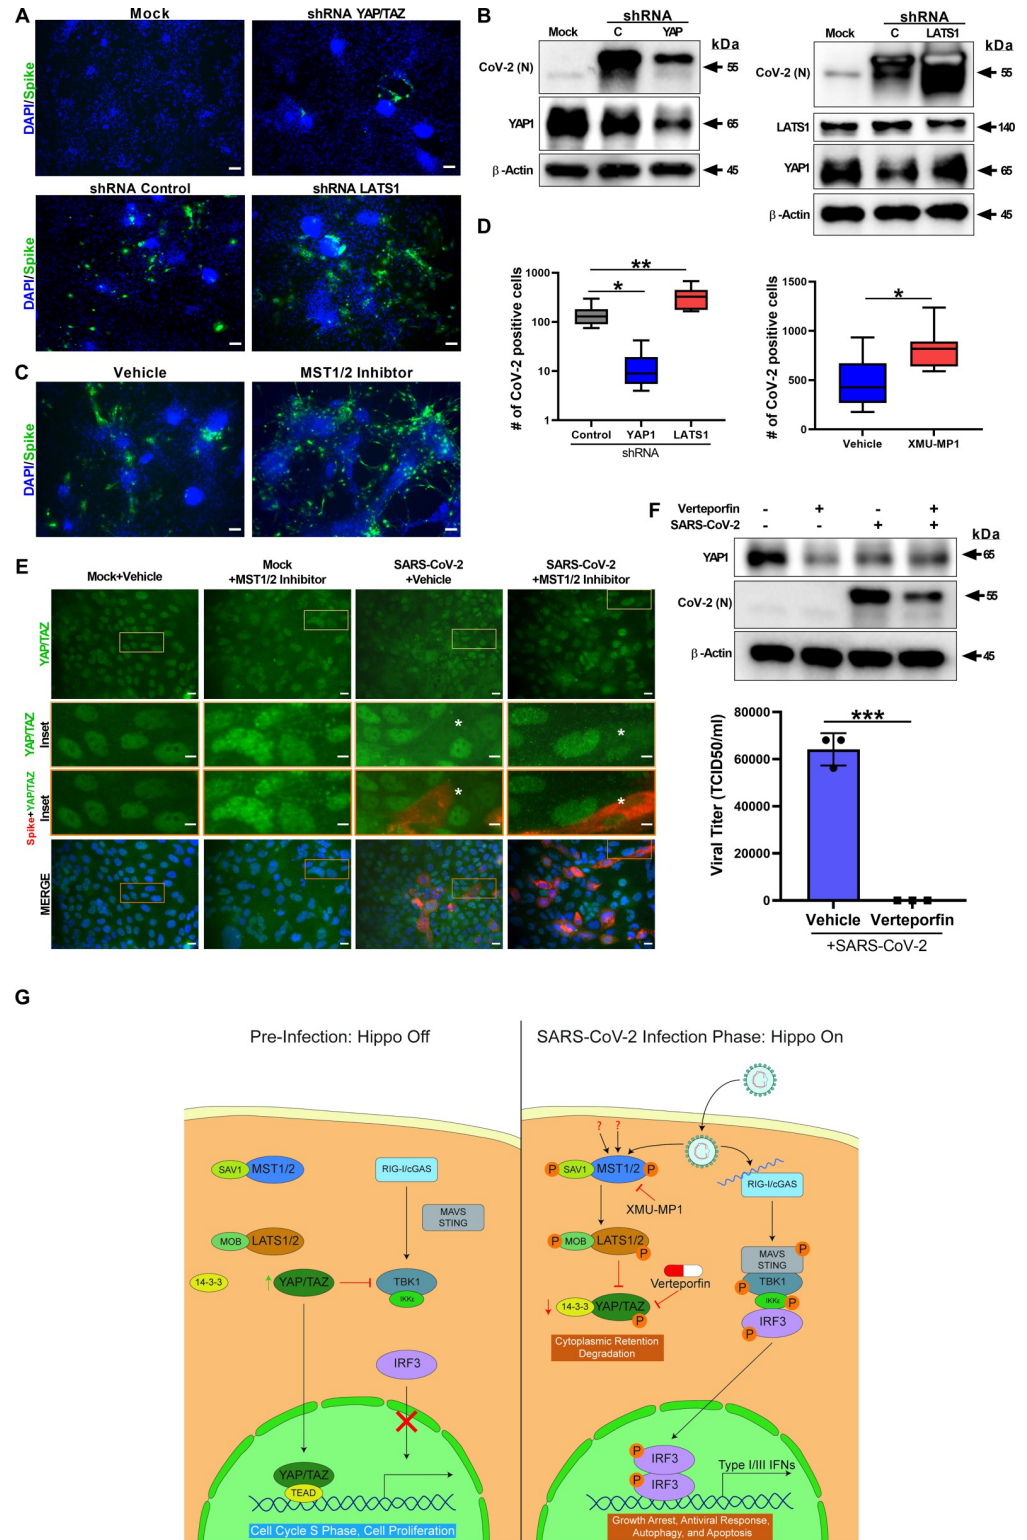 A
Mock
shRNA YAP/TAZ
DAPI/Spike
shRNA Control
shRNA LATS1
DAPI/Spike
B
shRNA
Mock
C
YAP
kDa
CoV-2 (N)
55
YAP1
65
β-Actin
45
shRNA
Mock
C
LATS1
kDa
CoV-2 (N)
55
LATS1
140
YAP1
65
β-Actin
45
C
Vehicle
MST1/2 Inhibtor
DAPI/Spike
D
# of CoV-2 positive cells
1000
100
10
1
**
*
Control
YAP1
LATS1
shRNA
# of CoV-2 positive cells
1500
1000
500
0
*
Vehicle
XMU-MP1
E
Mock+Vehicle
Mock
+MST1/2 Inhibitor
SARS-CoV-2
+Vehicle
SARS-CoV-2
+MST1/2 Inhibitor
YAP/TAZ
YAP/TAZ
Inset
*
*
Spike+YAP/TAZ
Inset
*
*
MERGE
F
Verteporfin - + - +
SARS-CoV-2 - - + +
kDa
YAP1
65
CoV-2 (N)
55
β-Actin
45
Viral Titer (TCID50/ml)
80000
60000
40000
20000
0
***
Vehicle
Verteporfin
+SARS-CoV-2
G
Pre-Infection: Hippo Off
SAV1
MST1/2
RIG-I/cGAS
MAVS
STING
MOB
LATS1/2
14-3-3
YAP/TAZ
TBK1
IKKε
IRF3
YAP/TAZ
TEAD
Cell Cycle S Phase, Cell Proliferation
SARS-CoV-2 Infection Phase: Hippo On
? ?
P
SAV1
MST1/2
P
RIG-I/cGAS
XMU-MP1
P
MOB
LATS1/2
P
MAVS
STING
P
Verteporfin
P
TBK1
IKKε
P
14-3-3
YAP/TAZ
P
P
IRF3
Cytoplasmic Retention
Degradation
P
IRF3
P
IRF3
Type I/III IFNs
Growth Arrest, Antiviral Response,
Autophagy, and Apoptosis